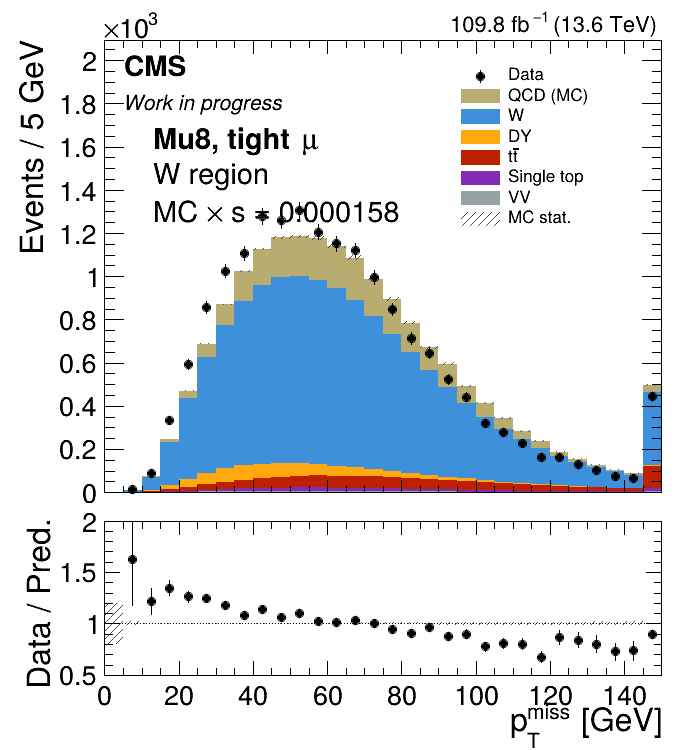 ×10³
109.8 fb⁻¹ (13.6 TeV)
Events / 5 GeV
2
1.8
1.6
1.4
1.2
1
0.8
0.6
0.4
0.2
0
CMS
Work in progress
Mu8, tight μ
W region
MC × s = 0.000158
Data
QCD (MC)
W
DY
tt̄
Single top
VV
MC stat.
Data / Pred.
2
1.5
1
0.5
0 20 40 60 80 100 120 140
p_T^miss [GeV]